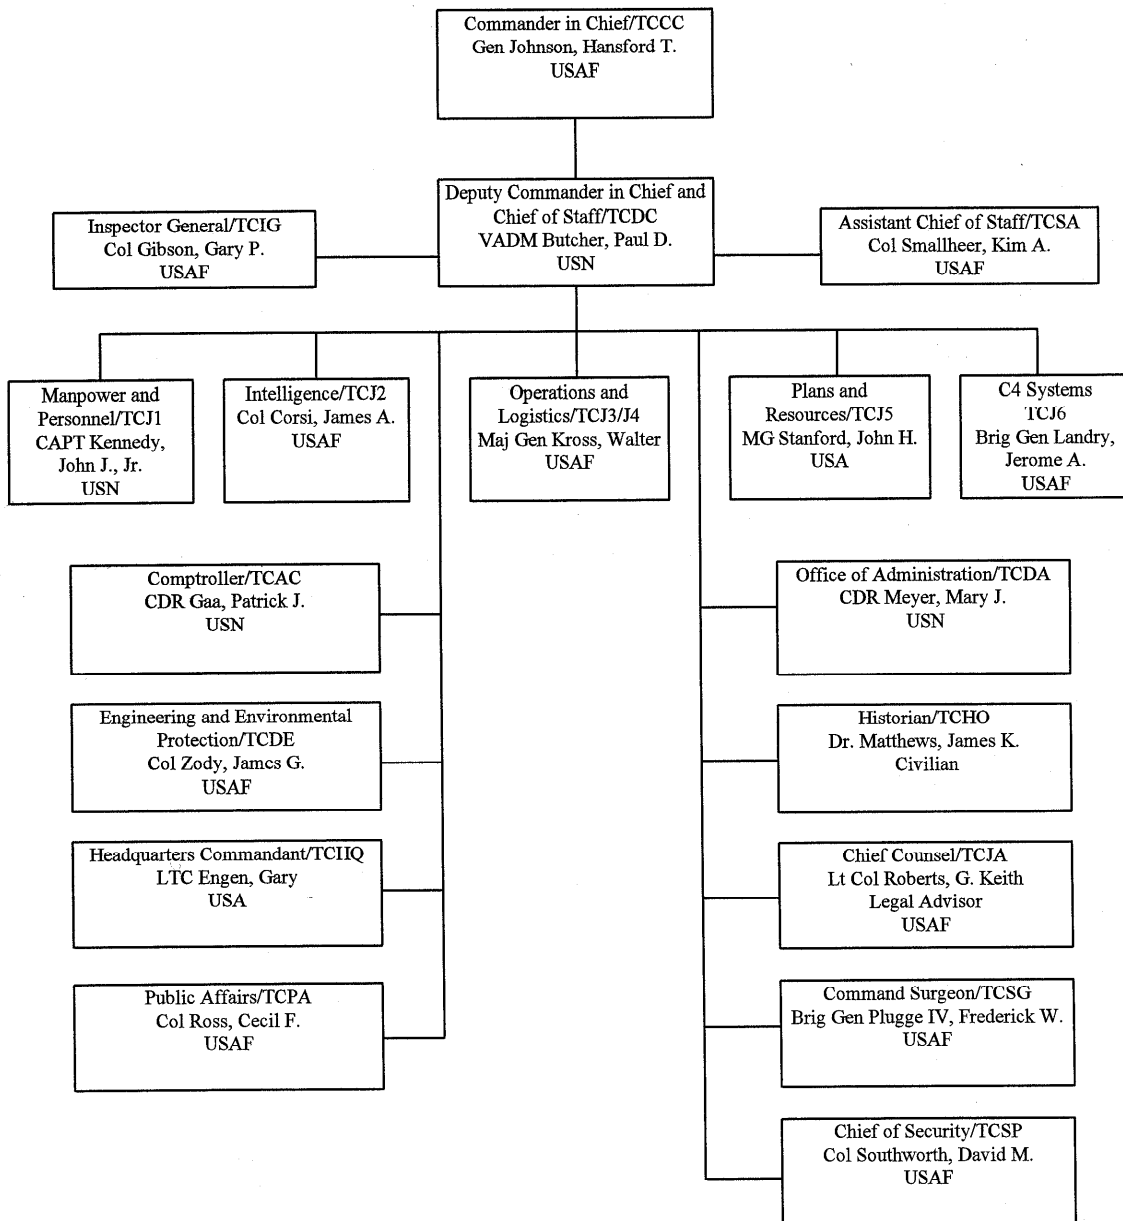 Commander in Chief/TCCC
Gen Johnson, Hansford T.
USAF
Deputy Commander in Chief and
Chief of Staff/TCDC
VADM Butcher, Paul D.
USN
Inspector General/TCIG
Col Gibson, Gary P.
USAF
Assistant Chief of Staff/TCSA
Col Smallheer, Kim A.
USAF
Manpower and
Personnel/TCJ1
CAPT Kennedy,
John J., Jr.
USN
Intelligence/TCJ2
Col Corsi, James A.
USAF
Operations and
Logistics/TCJ3/J4
Maj Gen Kross, Walter
USAF
Plans and
Resources/TCJ5
MG Stanford, John H.
USA
C4 Systems
TCJ6
Brig Gen Landry,
Jerome A.
USAF
Comptroller/TCAC
CDR Gaa, Patrick J.
USN
Engineering and Environmental
Protection/TCDE
Col Zody, James G.
USAF
Headquarters Commandant/TCHQ
LTC Engen, Gary
USA
Public Affairs/TCPA
Col Ross, Cecil F.
USAF
Office of Administration/TCDA
CDR Meyer, Mary J.
USN
Historian/TCHO
Dr. Matthews, James K.
Civilian
Chief Counsel/TCJA
Lt Col Roberts, G. Keith
Legal Advisor
USAF
Command Surgeon/TCSG
Brig Gen Plugge IV, Frederick W.
USAF
Chief of Security/TCSP
Col Southworth, David M.
USAF